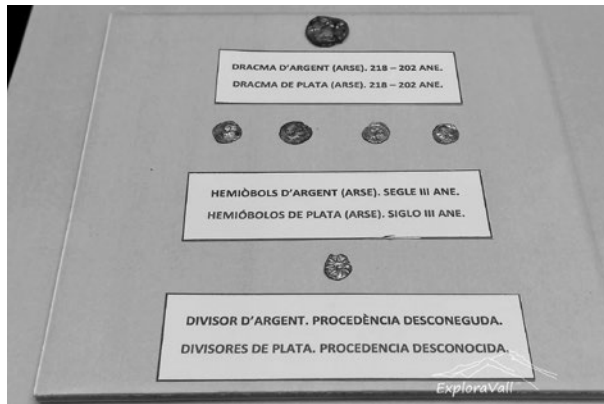 DRACMA D'ARGENT (ARSE). 218 – 202 ANE.
DRACMA DE PLATA (ARSE). 218 – 202 ANE.
HEMIÒBOLS D'ARGENT (ARSE). SEGLE III ANE.
HEMIÓBOLOS DE PLATA (ARSE). SIGLO III ANE.
DIVISOR D'ARGENT. PROCEDÈNCIA DESCONEGUDA.
DIVISORES DE PLATA. PROCEDENCIA DESCONOCIDA.
ExploraVall